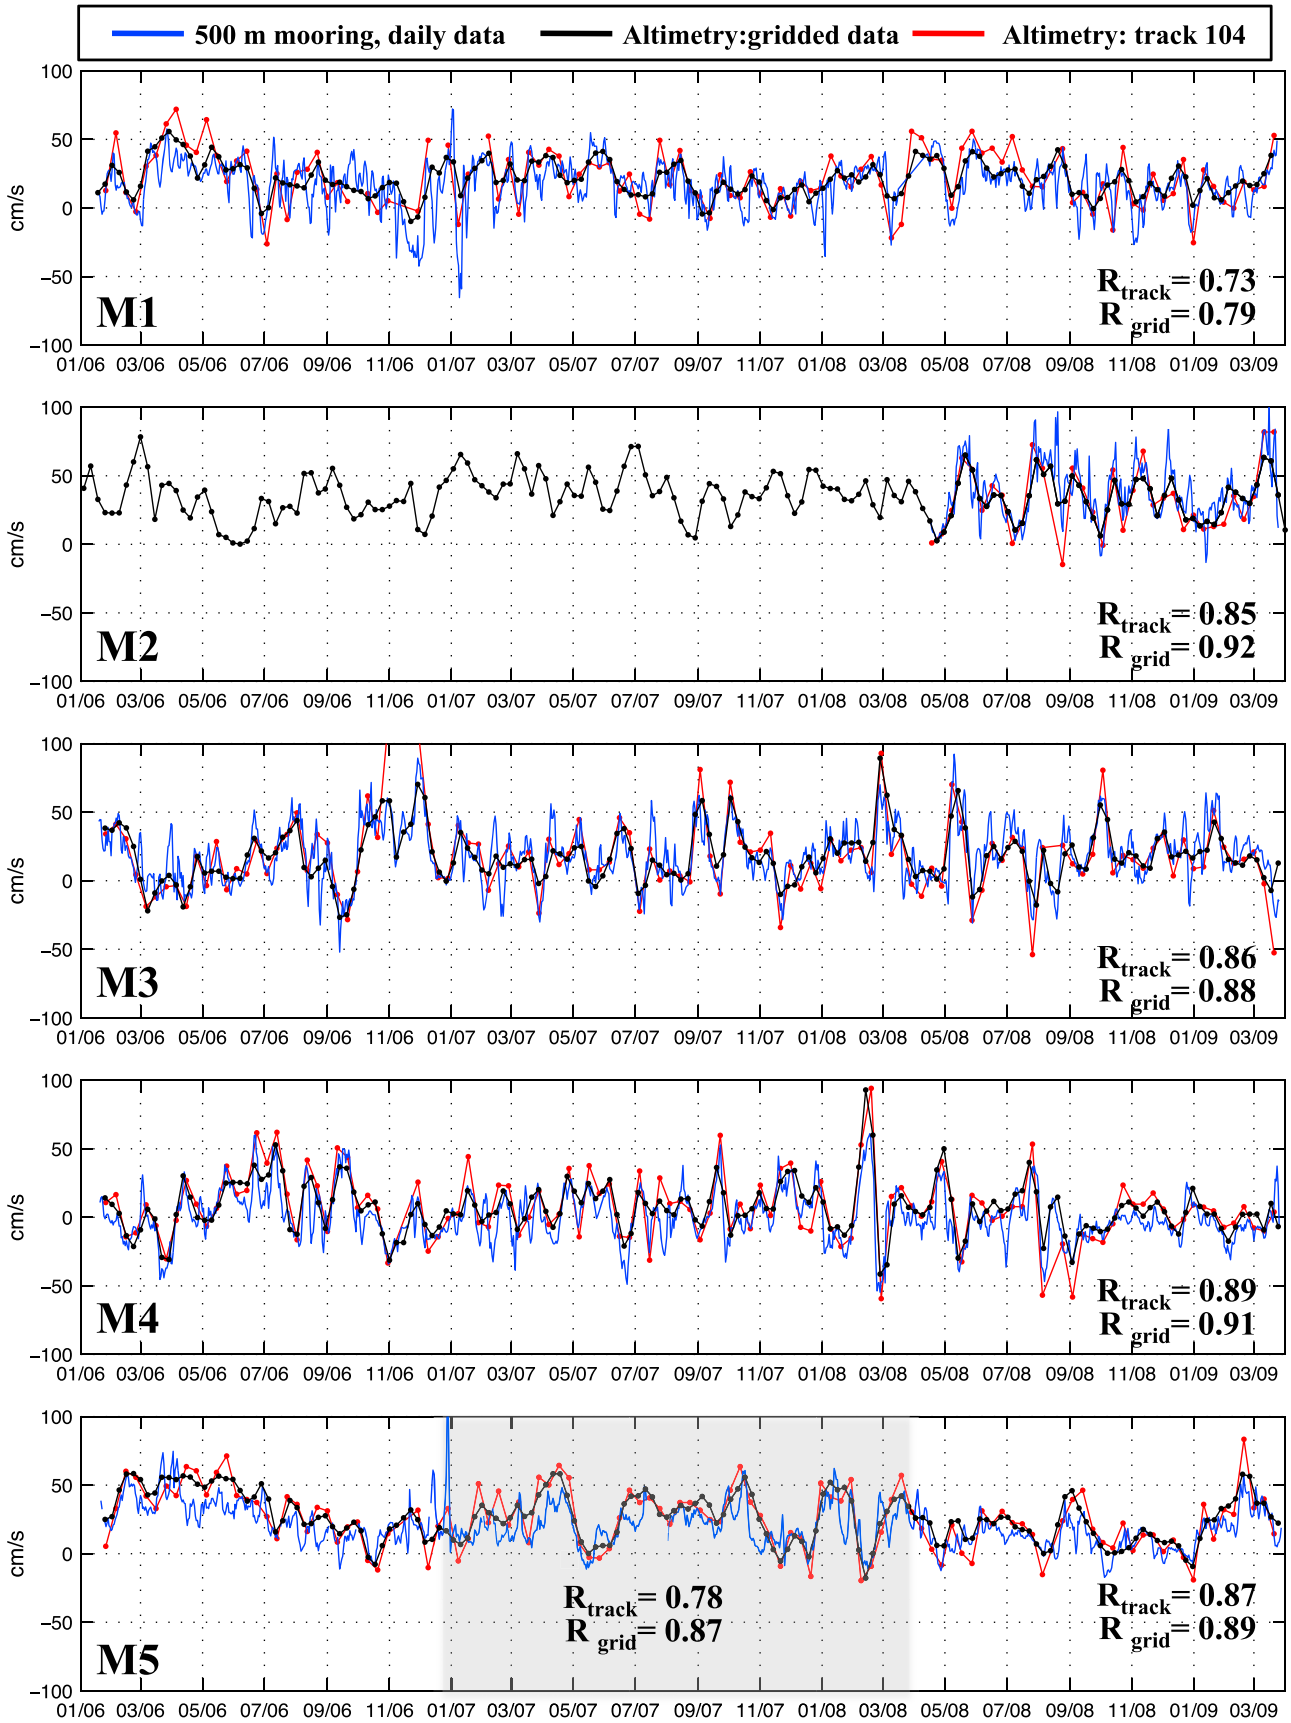 500 m mooring, daily data Altimetry:gridded data Altimetry: track 104
100
50
0
−50
−100
cm/s
M1
Rtrack= 0.73
R grid= 0.79
01/06 03/06 05/06 07/06 09/06 11/06 01/07 03/07 05/07 07/07 09/07 11/07 01/08 03/08 05/08 07/08 09/08 11/08 01/09 03/09
100
50
0
−50
−100
cm/s
M2
Rtrack= 0.85
R grid= 0.92
01/06 03/06 05/06 07/06 09/06 11/06 01/07 03/07 05/07 07/07 09/07 11/07 01/08 03/08 05/08 07/08 09/08 11/08 01/09 03/09
100
50
0
−50
−100
cm/s
M3
Rtrack= 0.86
R grid= 0.88
01/06 03/06 05/06 07/06 09/06 11/06 01/07 03/07 05/07 07/07 09/07 11/07 01/08 03/08 05/08 07/08 09/08 11/08 01/09 03/09
100
50
0
−50
−100
cm/s
M4
Rtrack= 0.89
R grid= 0.91
01/06 03/06 05/06 07/06 09/06 11/06 01/07 03/07 05/07 07/07 09/07 11/07 01/08 03/08 05/08 07/08 09/08 11/08 01/09 03/09
100
50
0
−50
−100
cm/s
M5
Rtrack= 0.78
R grid= 0.87
Rtrack= 0.87
R grid= 0.89
01/06 03/06 05/06 07/06 09/06 11/06 01/07 03/07 05/07 07/07 09/07 11/07 01/08 03/08 05/08 07/08 09/08 11/08 01/09 03/09